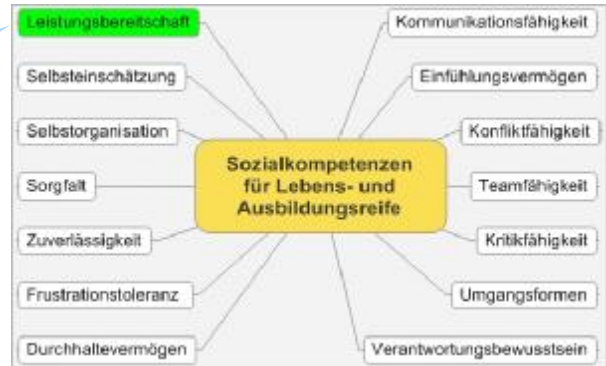 Leistungsbereitschaft
Selbsteinschätzung
Selbstorganisation
Sorgfalt
Zuverlässigkeit
Frustrationstoleranz
Durchhaltevermögen
Sozialkompetenzen
für Lebens- und
Ausbildungsreife
Kommunikationsfähigkeit
Einfühlungsvermögen
Konfliktfähigkeit
Teamfähigkeit
Kritikfähigkeit
Umgangsformen
Verantwortungsbewusstsein